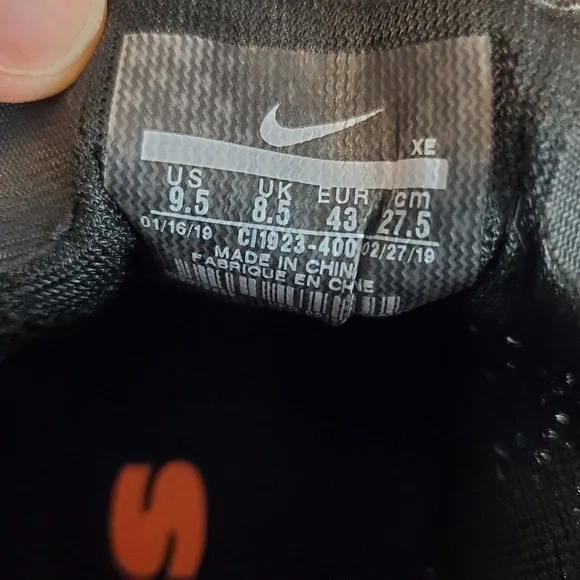 XE
US UK EUR cm
9.5 8.5 43 27.5
01/16/19 CI1923-400 02/27/19
MADE IN CHIN
FABRIQUE EN CHINE
S